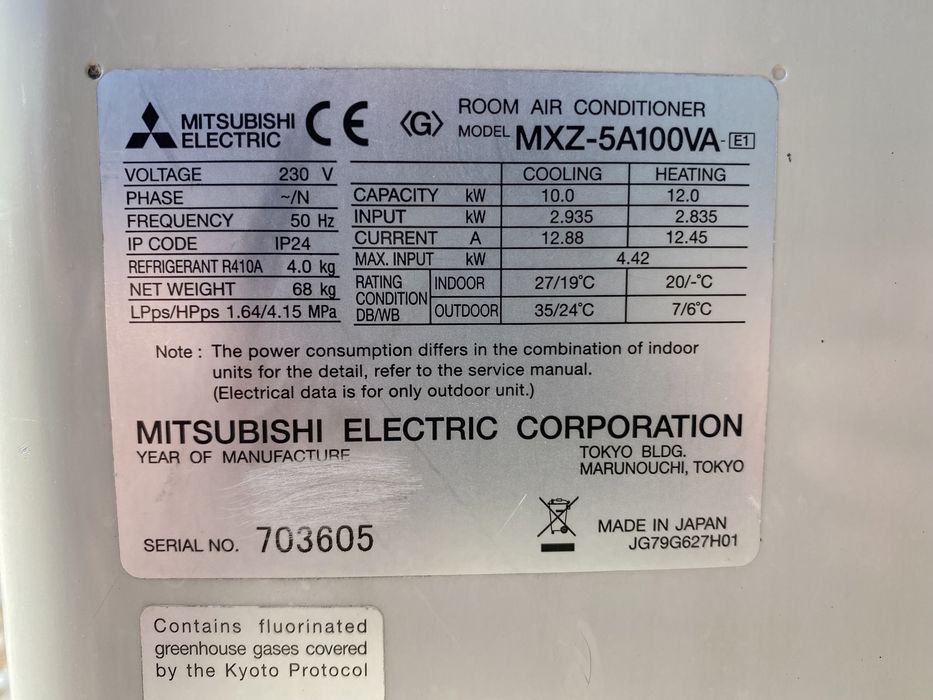 MITSUBISHI
ELECTRIC
CE
G
ROOM AIR CONDITIONER
MODEL MXZ-5A100VA-E1
VOLTAGE 230 V
PHASE ~/N
FREQUENCY 50 Hz
IP CODE IP24
REFRIGERANT R410A 4.0 kg
NET WEIGHT 68 kg
LPps/HPps 1.64/4.15 MPa
COOLING HEATING
CAPACITY kW 10.0 12.0
INPUT kW 2.935 2.835
CURRENT A 12.88 12.45
MAX. INPUT kW 4.42
RATING CONDITION DB/WB
INDOOR 27/19°C 20/-°C
OUTDOOR 35/24°C 7/6°C
Note : The power consumption differs in the combination of indoor
units for the detail, refer to the service manual.
(Electrical data is for only outdoor unit.)
MITSUBISHI ELECTRIC CORPORATION
YEAR OF MANUFACTURE
TOKYO BLDG.
MARUNOUCHI, TOKYO
SERIAL NO. 703605
MADE IN JAPAN
JG79G627H01
Contains fluorinated
greenhouse gases covered
by the Kyoto Protocol